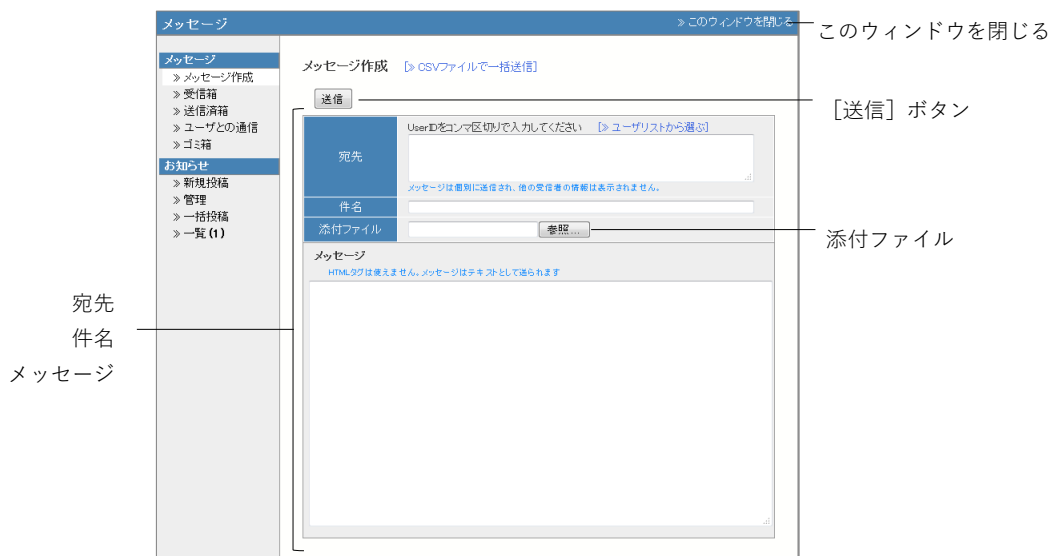 メッセージ
≫このウィンドウを閉じる
このウィンドウを閉じる
メッセージ
≫メッセージ作成
≫受信箱
≫送信済箱
≫ユーザとの通信
≫ゴミ箱
お知らせ
≫新規投稿
≫管理
≫一括投稿
≫一覧(1)
メッセージ作成 [≫CSVファイルで一括送信]
送信
[送信]ボタン
宛先
UserIDをコンマ区切りで入力してください [≫ユーザリストから選ぶ]
メッセージは個別に送信され、他の受信者の情報は表示されません。
件名
添付ファイル 参照...
添付ファイル
メッセージ
HTMLタグは使えません。メッセージはテキストとして送られます
宛先
件名
メッセージ